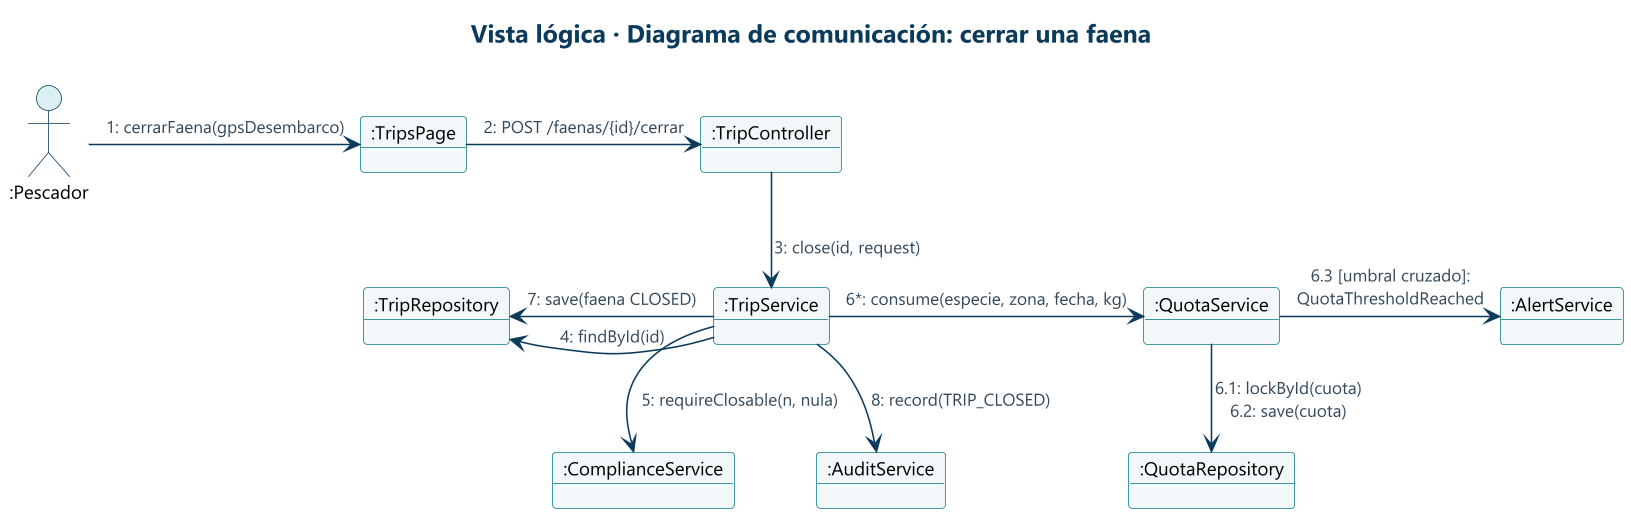 Vista lógica · Diagrama de comunicación: cerrar una faena
:Pescador
1: cerrarFaena(gpsDesembarco)
:TripsPage
2: POST /faenas/{id}/cerrar
:TripController
3: close(id, request)
:TripRepository
7: save(faena CLOSED)
4: findById(id)
:TripService
6*: consume(especie, zona, fecha, kg)
:QuotaService
6.3 [umbral cruzado]:
QuotaThresholdReached
:AlertService
5: requireClosable(n, nula)
8: record(TRIP_CLOSED)
6.1: lockById(cuota)
6.2: save(cuota)
:ComplianceService
:AuditService
:QuotaRepository